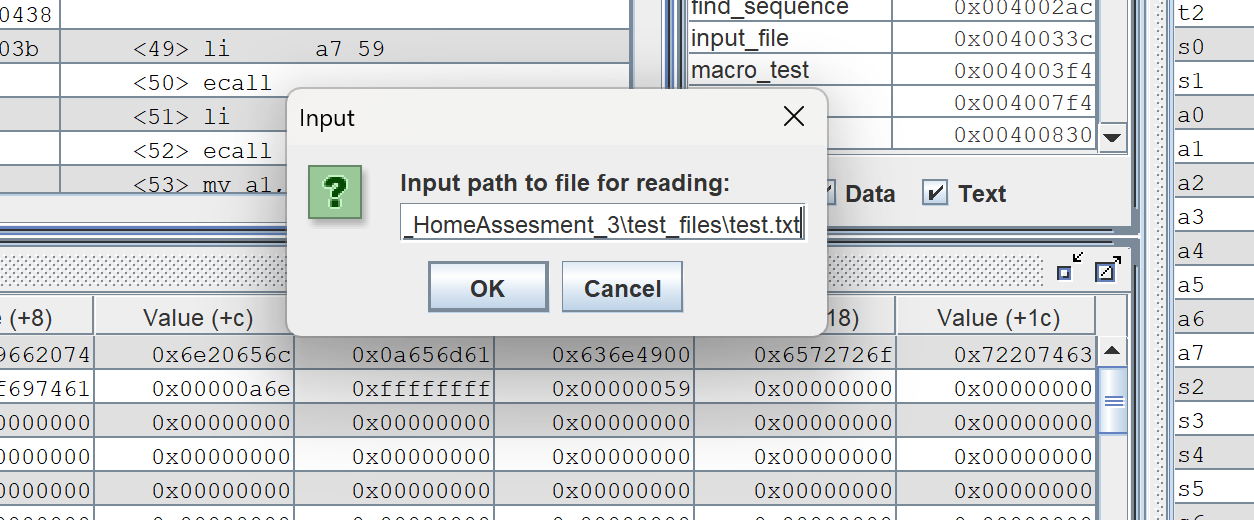 0438
find_sequence 0x004002ac
t2
03b <49> li a7 59
input_file 0x0040033c
s0
<50> ecall
macro_test 0x004003f4
s1
<51> li
0x004007f4
a0
<52> ecall
0x00400830
a1
<53> mv a1,
Input
Input path to file for reading:
_HomeAssesment_3\test_files\test.txt
OK Cancel
Data Text
a2
a3
a4
a5
(+8) Value (+c) 18) Value (+1c)
a6
9662074 0x6e20656c 0x0a656d61 0x636e4900 0x6572726f 0x72207463
a7
f697461 0x00000a6e 0xffffffff 0x00000059 0x00000000 0x00000000
s2
0000000 0x00000000 0x00000000 0x00000000 0x00000000 0x00000000
s3
0000000 0x00000000 0x00000000 0x00000000 0x00000000 0x00000000
s4
0000000 0x00000000 0x00000000 0x00000000 0x00000000 0x00000000
s5